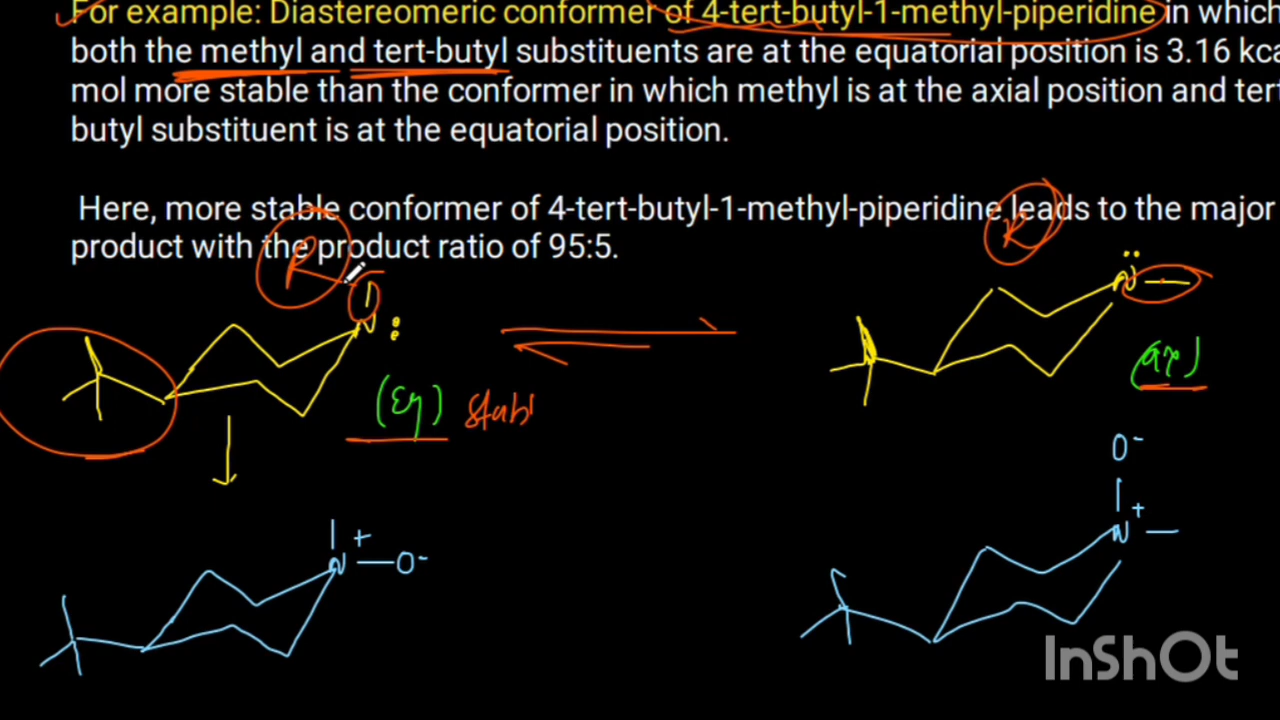 For example: Diastereomeric conformer of 4-tert-butyl-1-methyl-piperidine in which
both the methyl and tert-butyl substituents are at the equatorial position is 3.16 kca
mol more stable than the conformer in which methyl is at the axial position and tert
butyl substituent is at the equatorial position.
Here, more stable conformer of 4-tert-butyl-1-methyl-piperidine leads to the major
product with the product ratio of 95:5.
R
R
N
N
(Eq) stabl
(ax)
O-
+
N
+
N
O-
InShOt